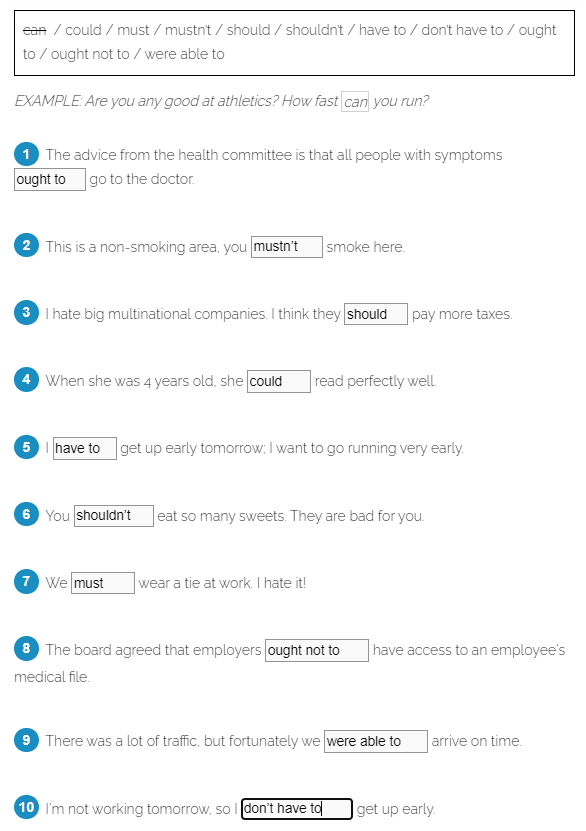 can / could / must / mustn't / should / shouldn't / have to / don't have to / ought
to / ought not to / were able to
EXAMPLE: Are you any good at athletics? How fast can you run?
1 The advice from the health committee is that all people with symptoms
ought to go to the doctor.
2 This is a non-smoking area, you mustn't smoke here.
3 I hate big multinational companies. I think they should pay more taxes.
4 When she was 4 years old, she could read perfectly well.
5 I have to get up early tomorrow; I want to go running very early.
6 You shouldn't eat so many sweets. They are bad for you.
7 We must wear a tie at work. I hate it!
8 The board agreed that employers ought not to have access to an employee's
medical file.
9 There was a lot of traffic, but fortunately we were able to arrive on time.
10 I'm not working tomorrow, so I don't have to get up early.